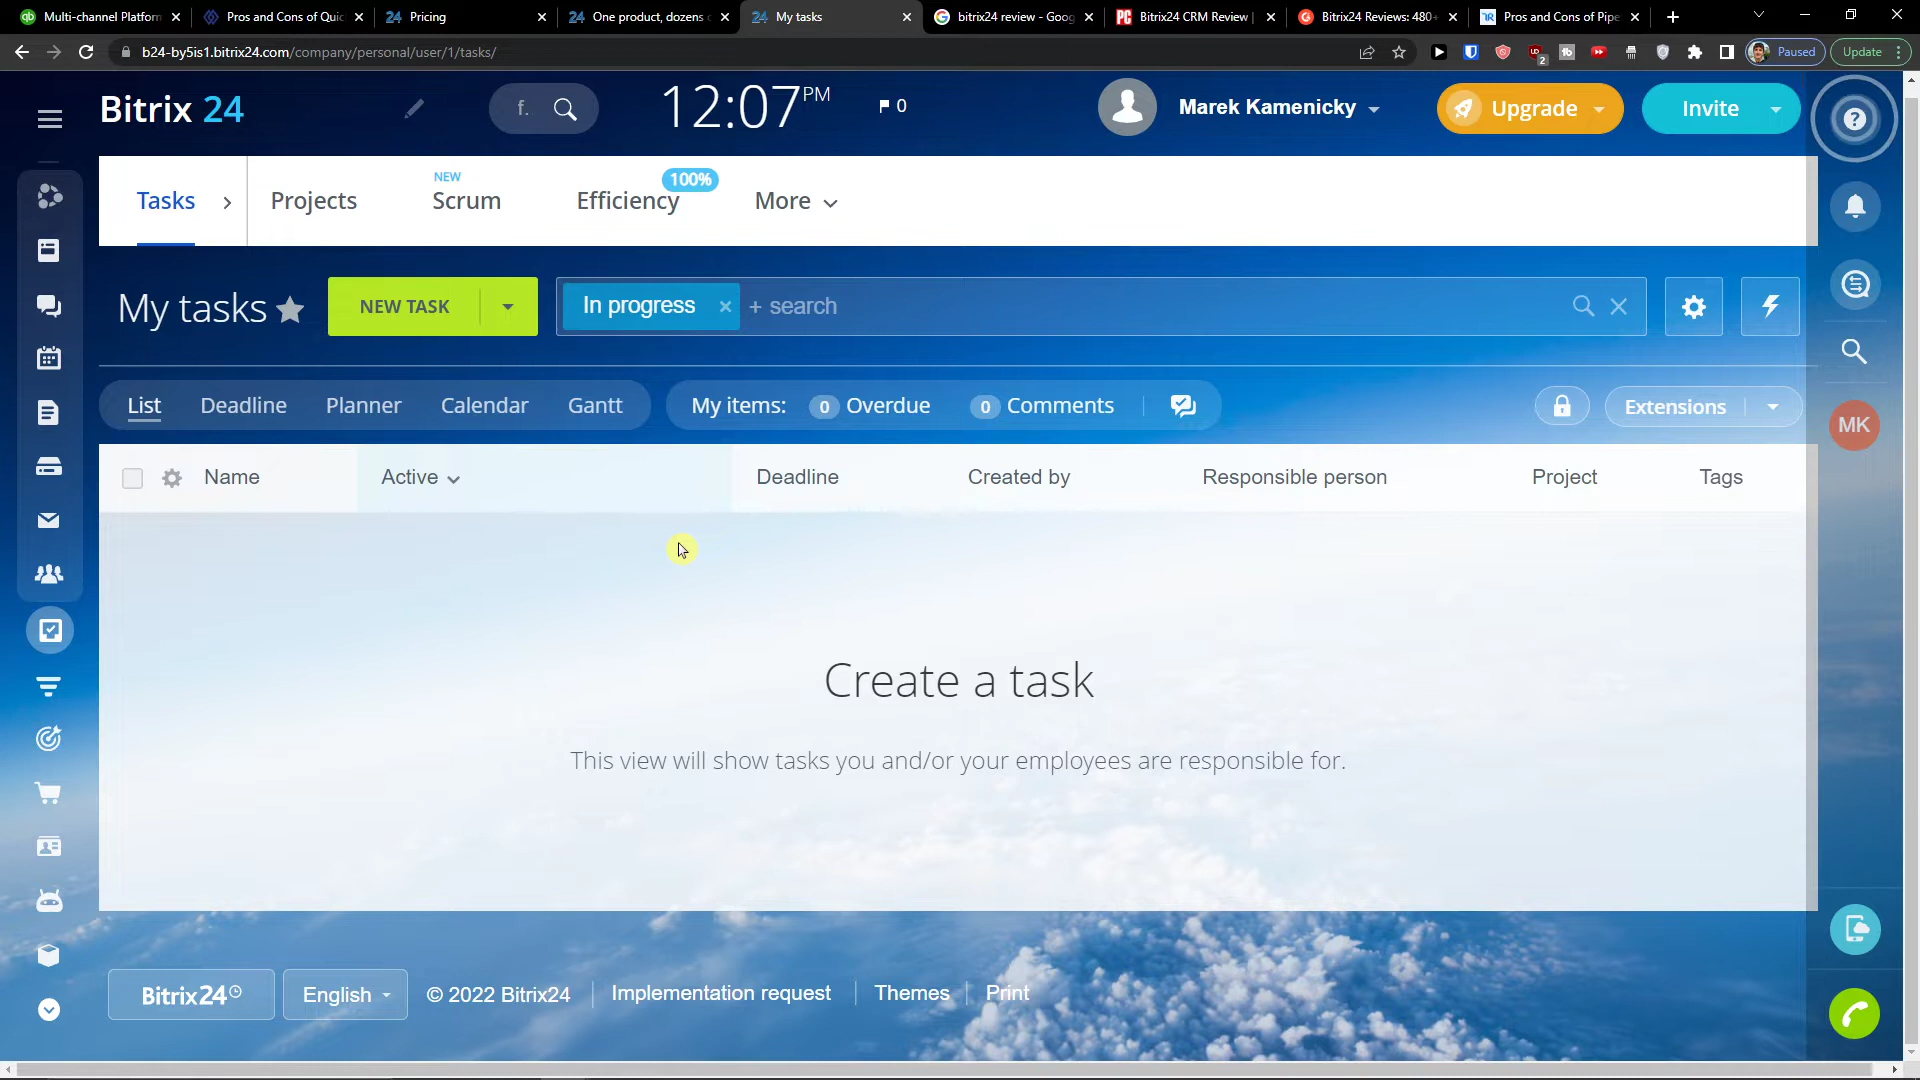 Multi-channel Platform
Pros and Cons of Quic
24 Pricing
24 One product, dozens o
24 My tasks
bitrix24 review - Goog
Bitrix24 CRM Review |
Bitrix24 Reviews: 480+
Pros and Cons of Pipe
b24-by5is1.bitrix24.com/company/personal/user/1/tasks/
2
Paused
Update
Bitrix 24
f.
12:07 PM
0
Marek Kamenicky
Upgrade
Invite
Tasks
Projects
NEW
Scrum
Efficiency
100%
More
My tasks
NEW TASK
In progress
+ search
List
Deadline
Planner
Calendar
Gantt
My items:
0 Overdue
0 Comments
Extensions
MK
Name
Active
Deadline
Created by
Responsible person
Project
Tags
Create a task
This view will show tasks you and/or your employees are responsible for.
Bitrix24
English
© 2022 Bitrix24
Implementation request
Themes
Print